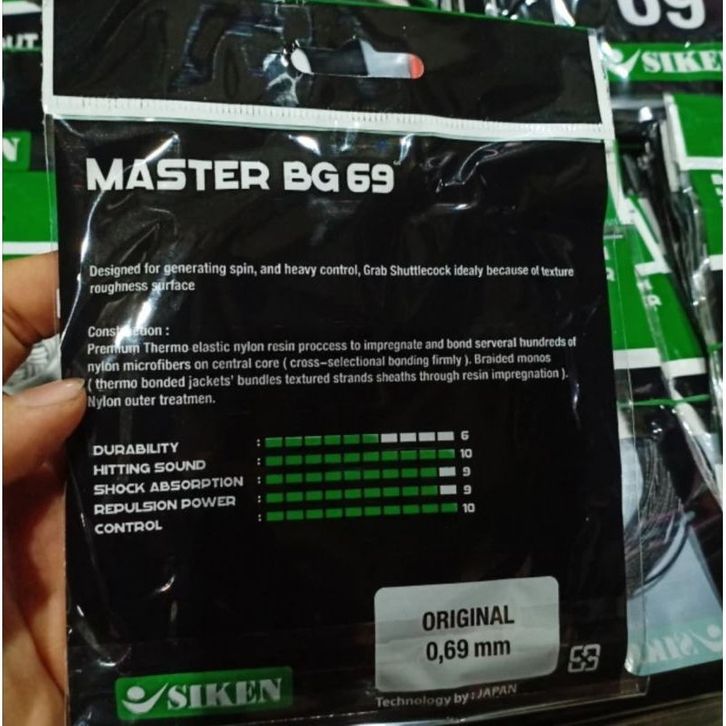 69
SIKEN
OUT
MASTER BG 69
Designed for generating spin, and heavy control, Grab Shuttlecock idealy because of texture
roughness surface
Construction :
Premium Thermo elastic nylon resin proccess to impregnate and bond serveral hundreds of
nylon microfibers on central core ( cross-selectional bonding firmly ). Braided monos
( thermo bonded jackets' bundles textured strands sheaths through resin impregnation ).
Nylon outer treatmen.
DURABILITY : 6
HITTING SOUND : 10
SHOCK ABSORPTION : 9
REPULSION POWER : 9
CONTROL : 10
ORIGINAL
0,69 mm
SIKEN
Technology by : JAPAN
SIKEN